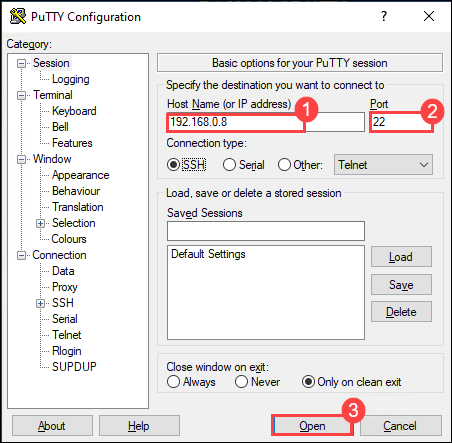 PuTTY Configuration
?
Category:
Session
Logging
Terminal
Keyboard
Bell
Features
Window
Appearance
Behaviour
Translation
Selection
Colours
Connection
Data
Proxy
SSH
Serial
Telnet
Rlogin
SUPDUP
Basic options for your PuTTY session
Specify the destination you want to connect to
Host Name (or IP address)
1
Port
2
192.168.0.8
22
Connection type:
SSH
Serial
Other:
Telnet
Load, save or delete a stored session
Saved Sessions
Default Settings
Load
Save
Delete
Close window on exit:
Always
Never
Only on clean exit
3
About
Help
Open
Cancel